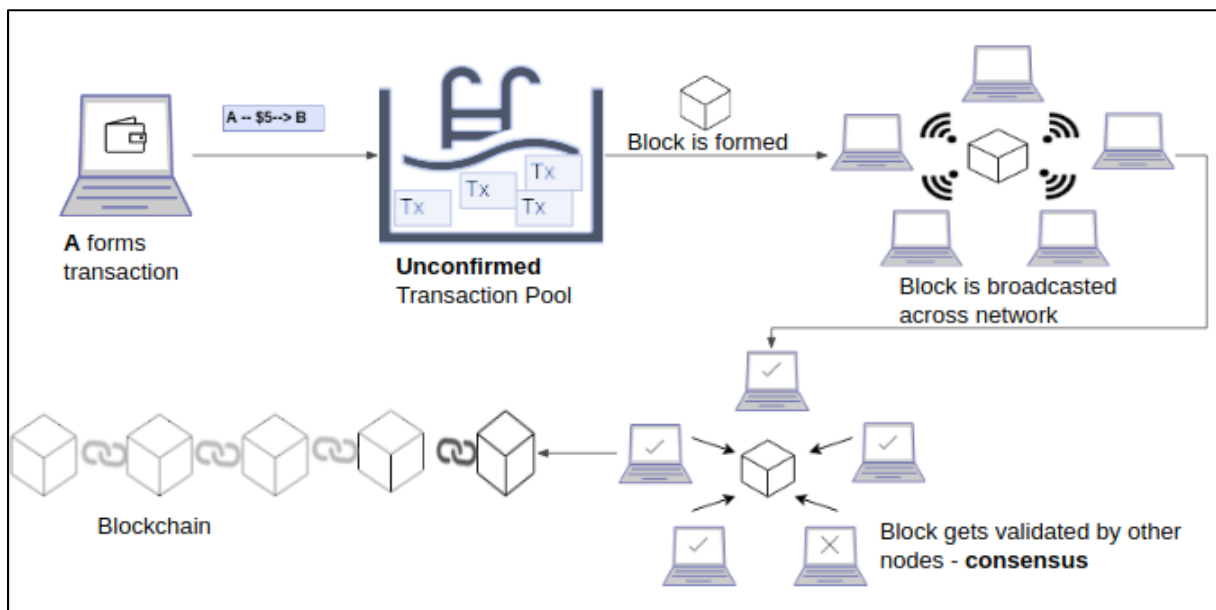 A -- $5--> B
A forms
transaction
Tx
Tx
Tx
Tx
Unconfirmed
Transaction Pool
Block is formed
Block is broadcasted
across network
Blockchain
Block gets validated by other
nodes - consensus